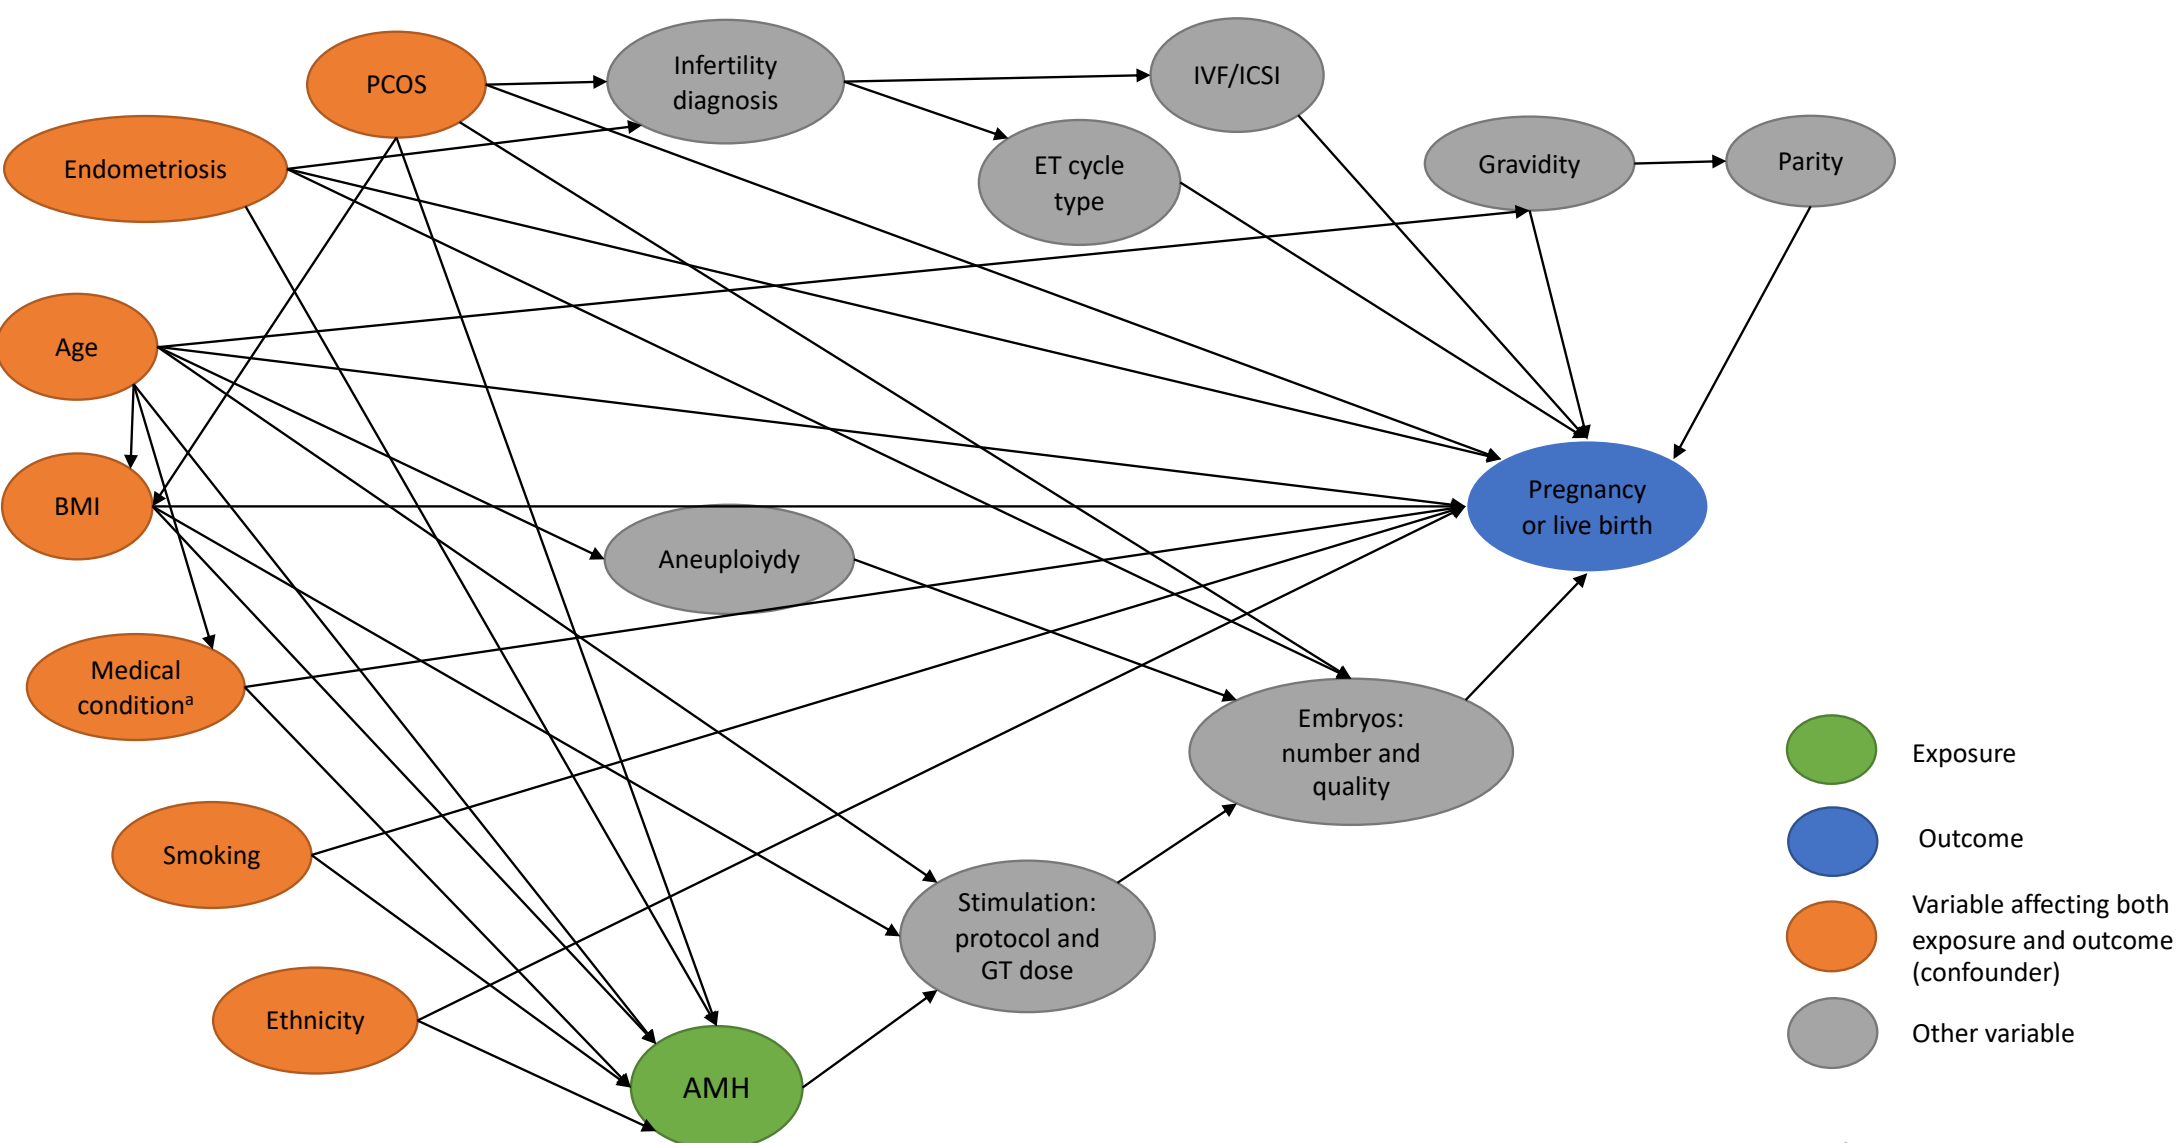 PCOS
Infertility
diagnosis
IVF/ICSI
ET cycle
type
Gravidity
Parity
Endometriosis
Age
BMI
Aneuploiydy
Pregnancy
or live birth
Medical
conditionᵃ
Embryos:
number and
quality
Smoking
Stimulation:
protocol and
GT dose
Ethnicity
AMH
Exposure
Outcome
Variable affecting both
exposure and outcome
(confounder)
Other variable